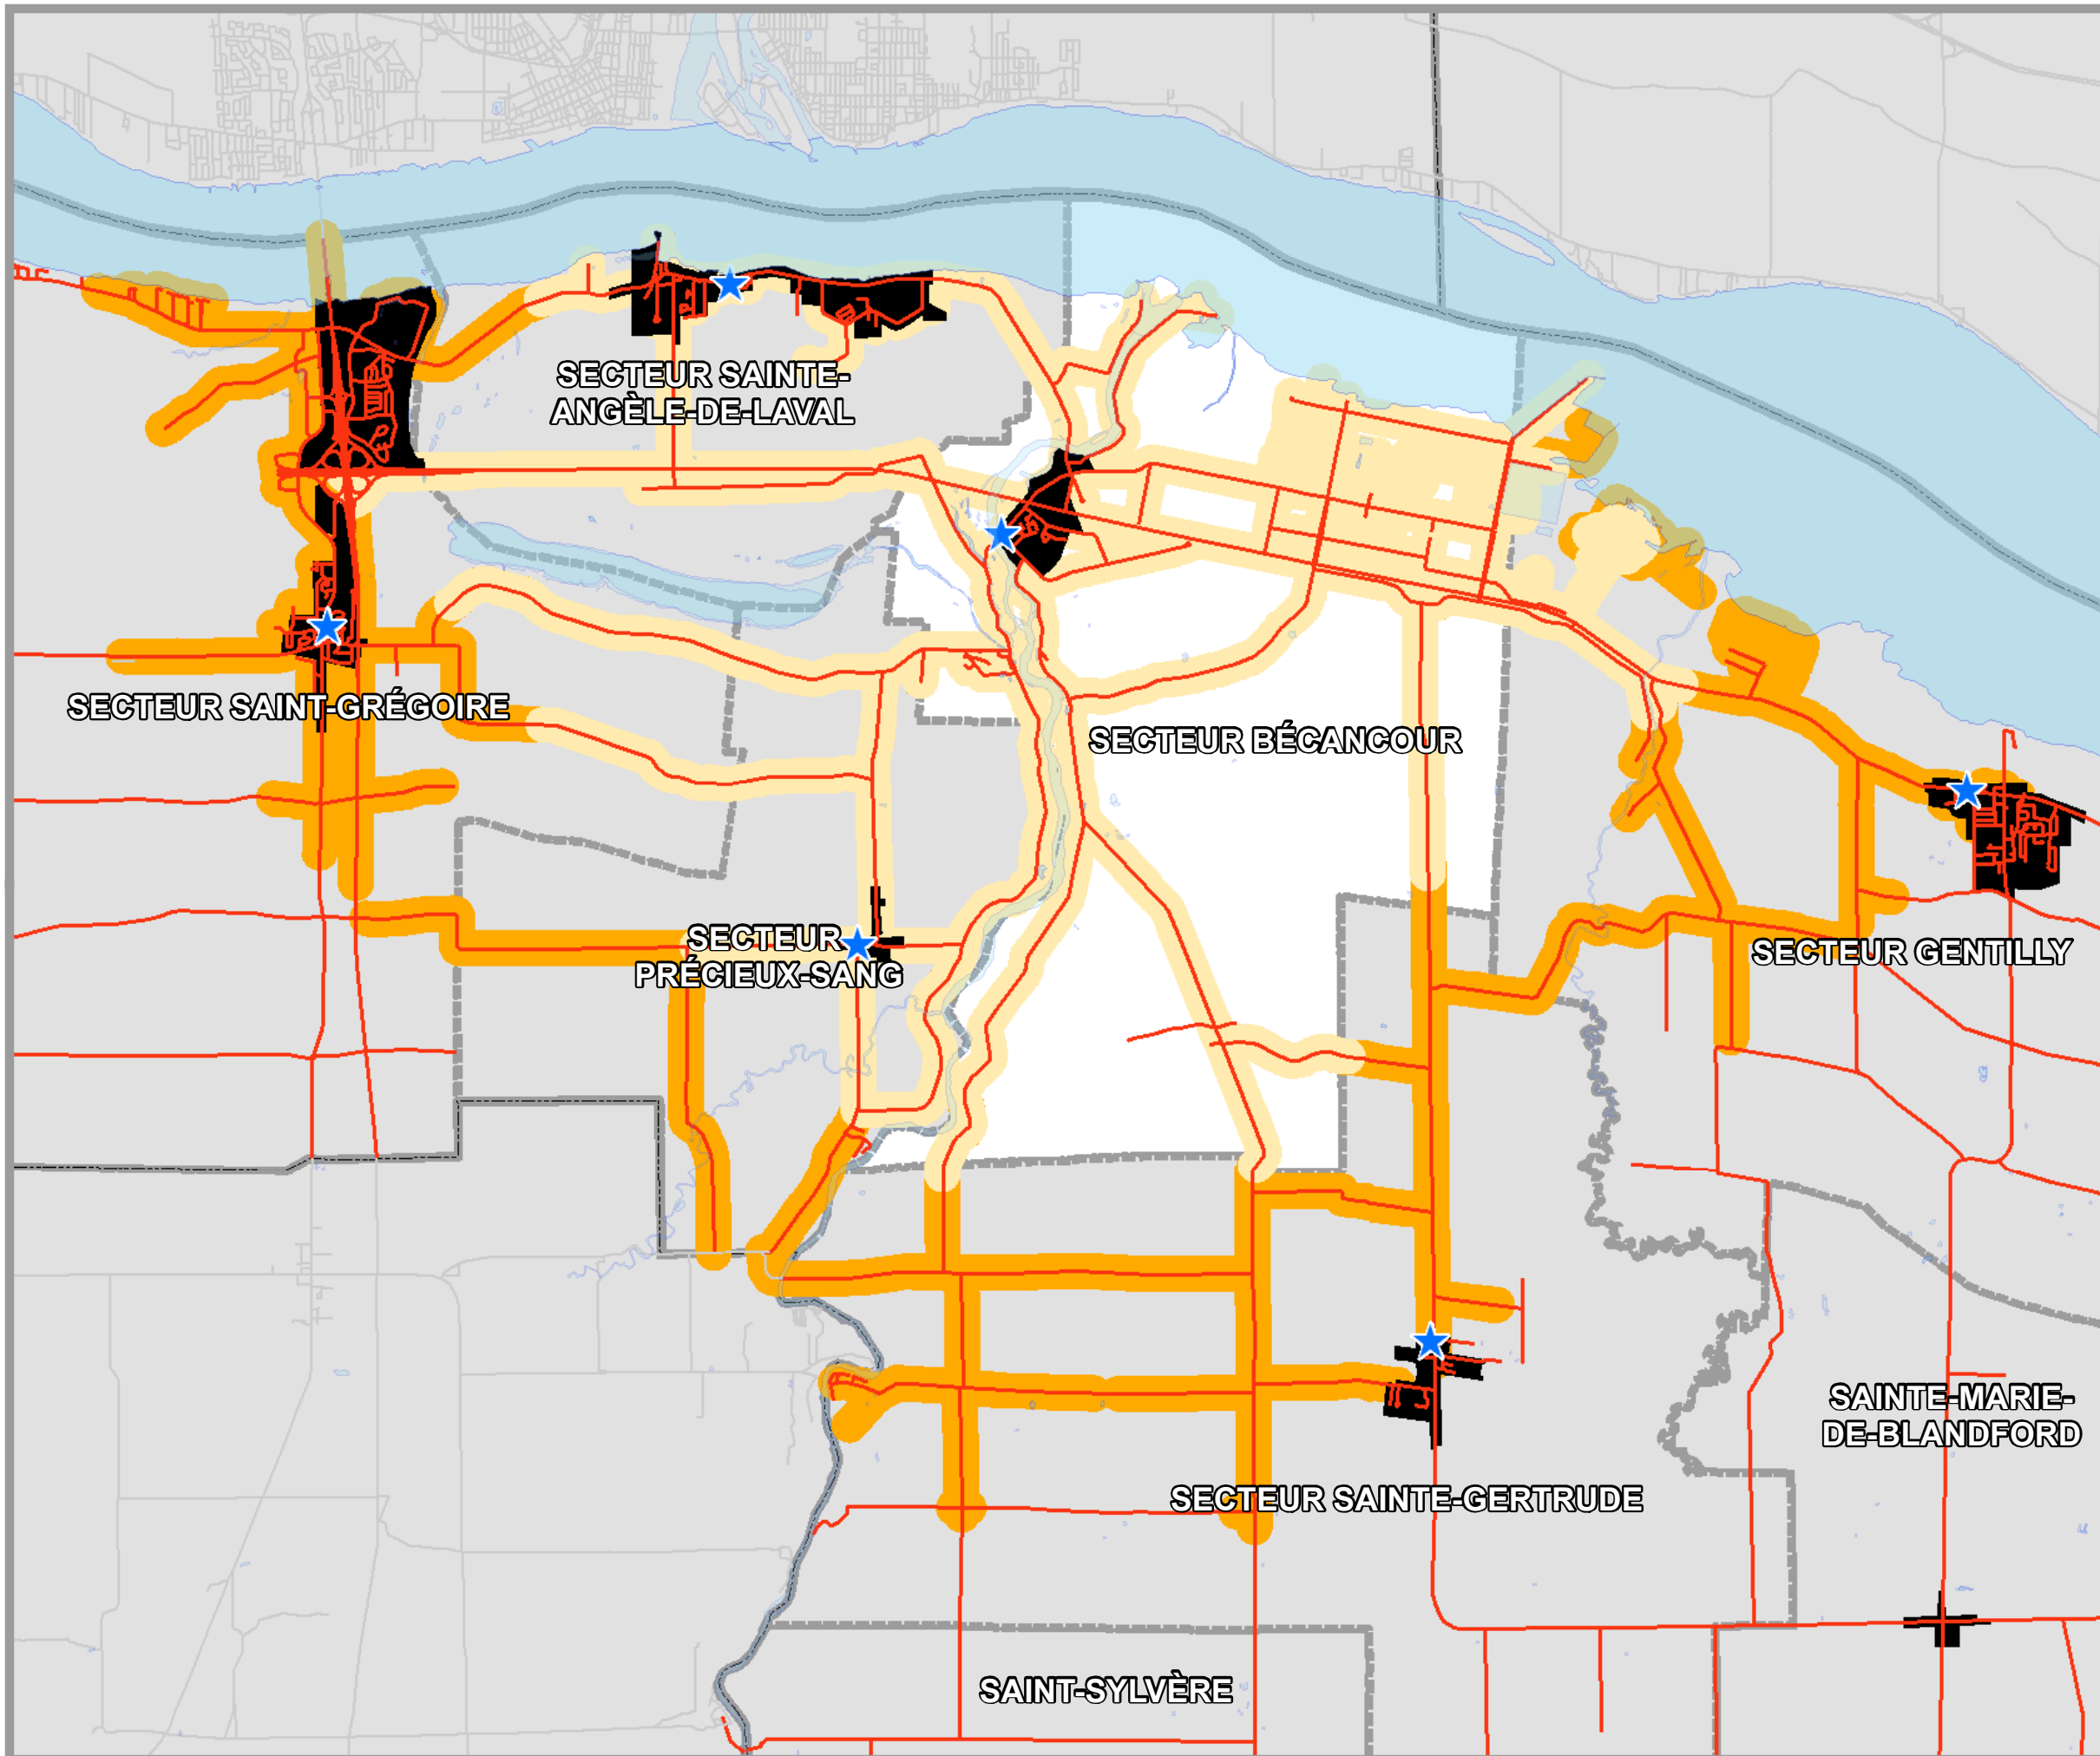 SECTEUR SAINTE-
ANGÈLE-DE-LAVAL
SECTEUR SAINT-GRÉGOIRE
SECTEUR BÉCANCOUR
SECTEUR
PRÉCIEUX-SANG
SECTEUR GENTILLY
SAINTE-MARIE-
DE-BLANDFORD
SECTEUR SAINTE-GERTRUDE
SAINT-SYLVÈRE